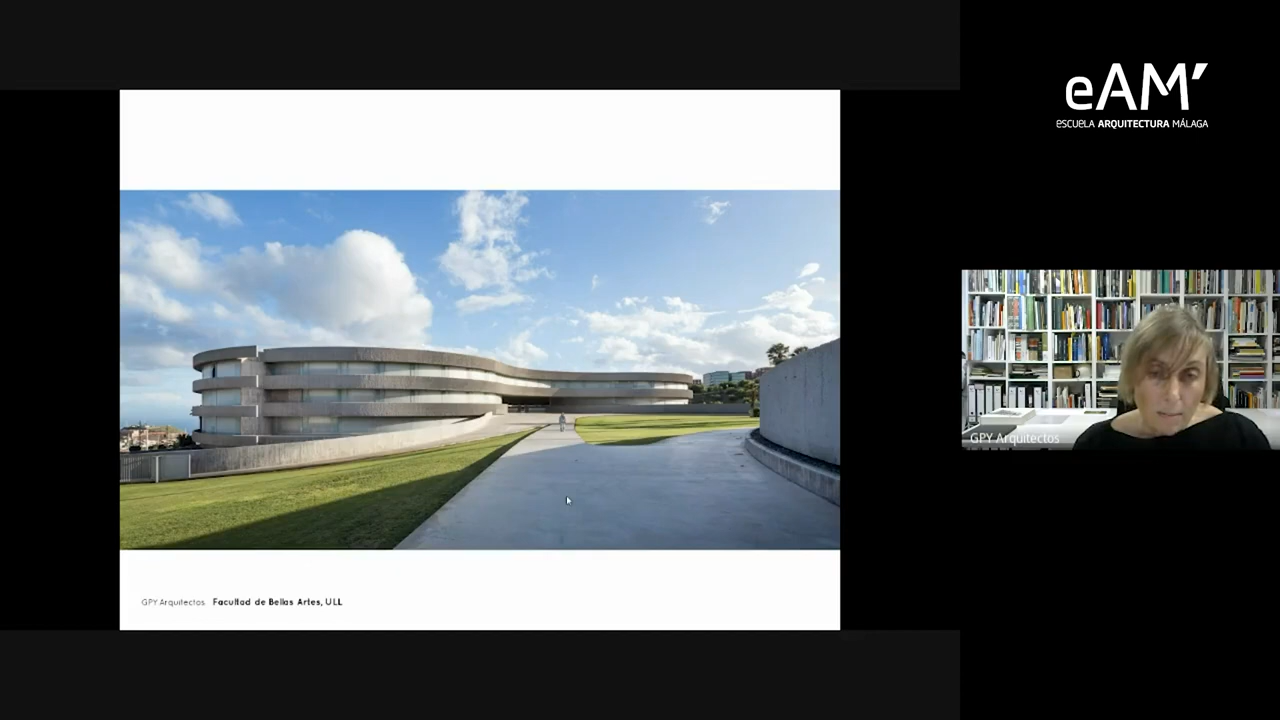 eAM'
ESCUELA ARQUITECTURA MÁLAGA
GPY Arquitectos
GPY Arquitectos Facultad de Bellas Artes, ULL